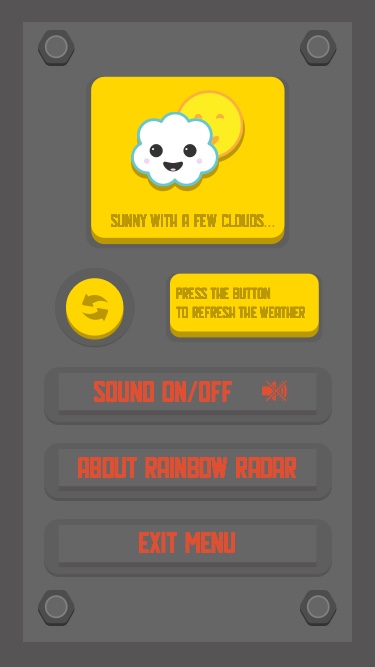 SUNNY WITH A FEW CLOUDS...
PRESS THE BUTTON
TO REFRESH THE WEATHER
SOUND ON/OFF
ABOUT RAINBOW RADAR
EXIT MENU